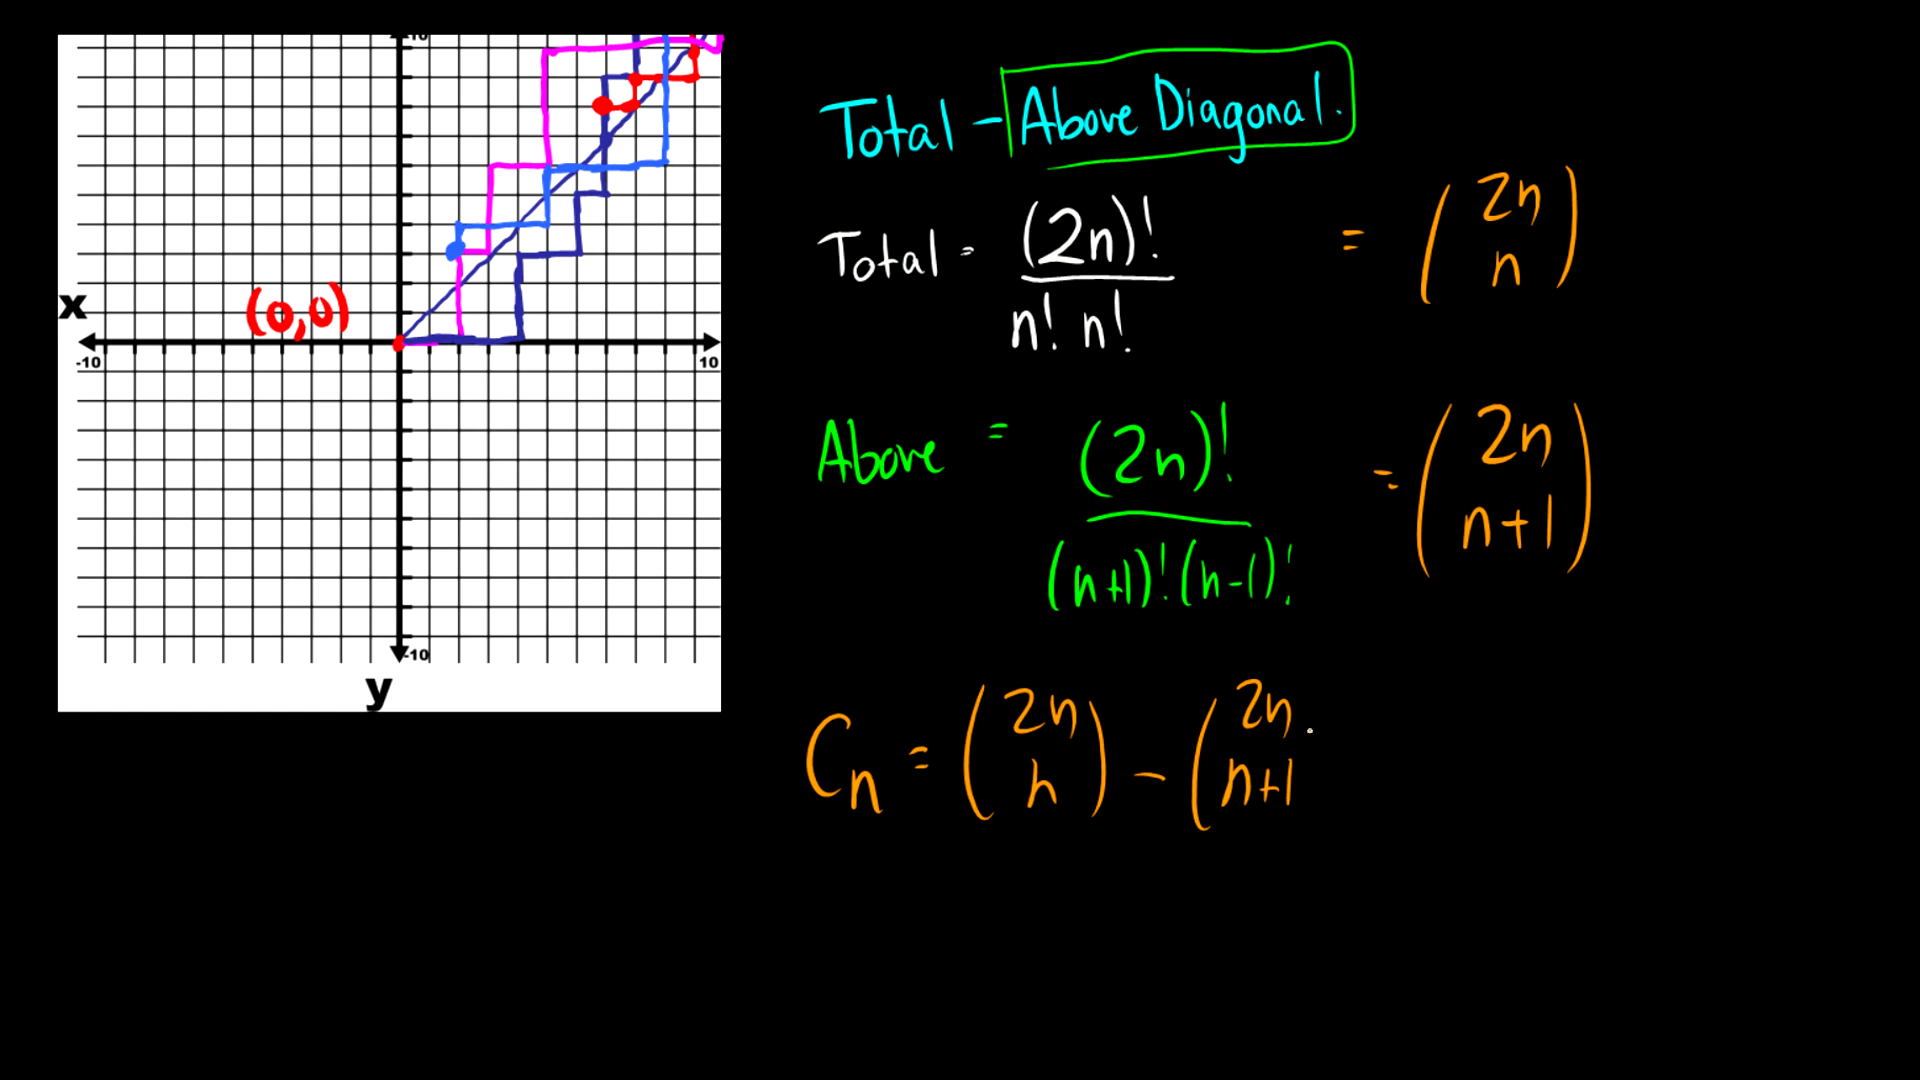 10
x
(0,0)
-10
10
-10
y
Total - Above Diagonal.
Total = (2n)! / n! n! = (2n n)
Above = (2n)! / (n+1)! (n-1)! = (2n n+1)
Cn = (2n n) - (2n n+1